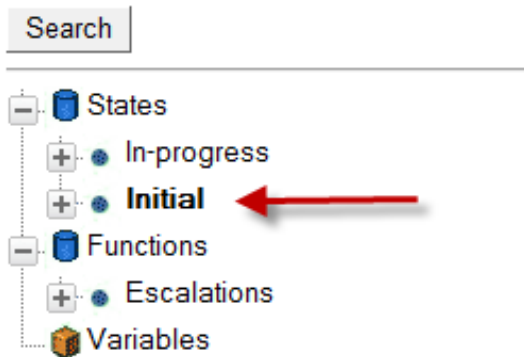 Search
States
In-progress
Initial
Functions
Escalations
Variables